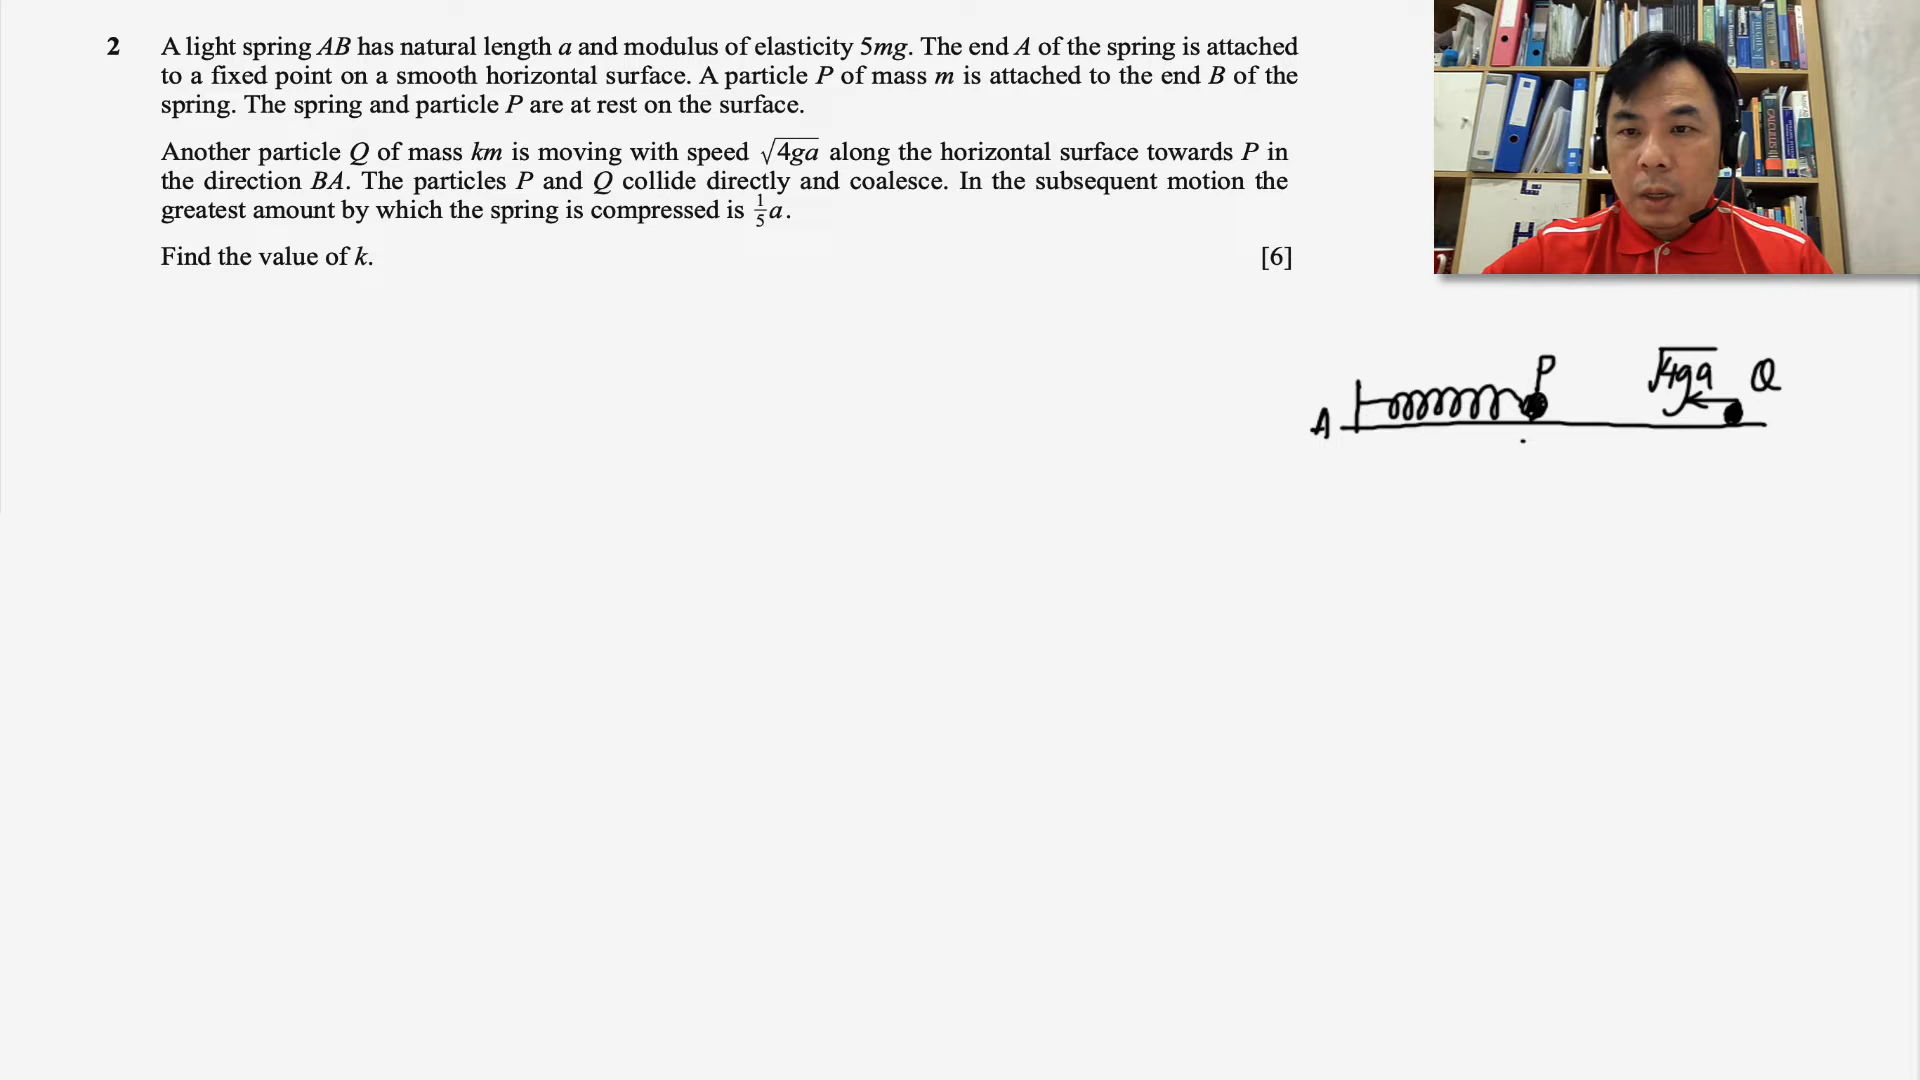 2 A light spring AB has natural length a and modulus of elasticity 5mg. The end A of the spring is attached
to a fixed point on a smooth horizontal surface. A particle P of mass m is attached to the end B of the
spring. The spring and particle P are at rest on the surface.
Another particle Q of mass km is moving with speed √4ga along the horizontal surface towards P in
the direction BA. The particles P and Q collide directly and coalesce. In the subsequent motion the
greatest amount by which the spring is compressed is 1/5 a.
Find the value of k. [6]
P √4ga Q
A
CALCULUS